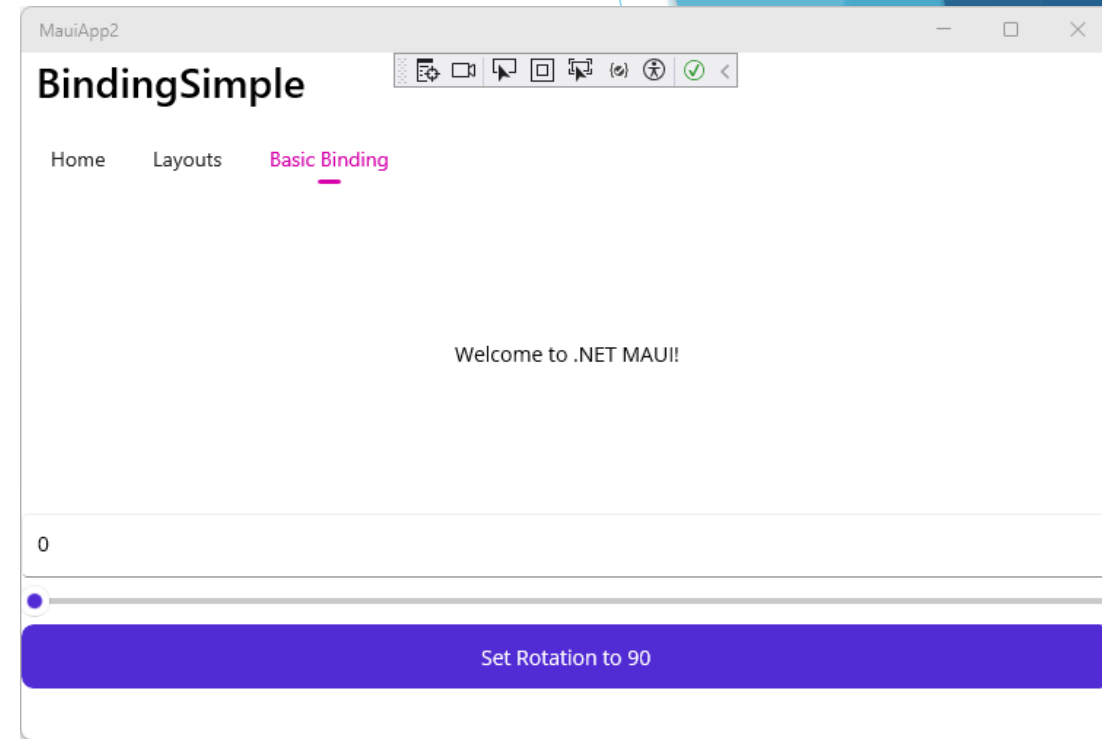 MauiApp2
BindingSimple
Home Layouts Basic Binding
Welcome to .NET MAUI!
0
Set Rotation to 90